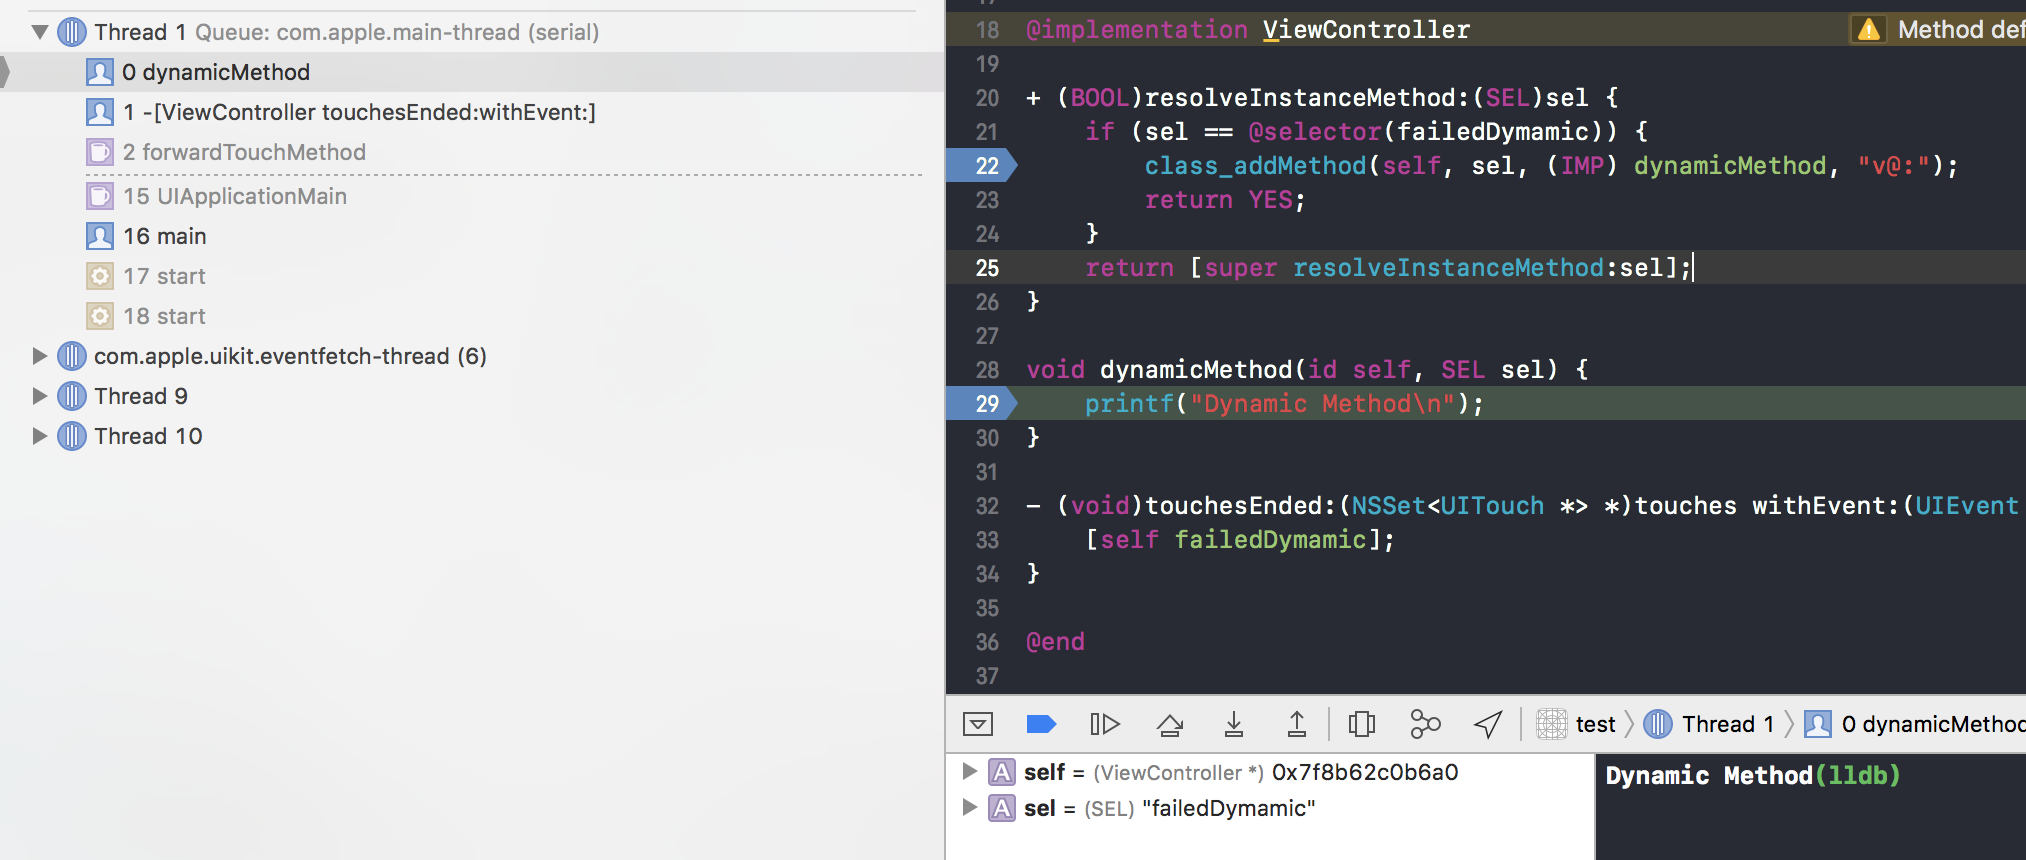 Thread 1 Queue: com.apple.main-thread (serial)
0 dynamicMethod
1 -[ViewController touchesEnded:withEvent:]
2 forwardTouchMethod
15 UIApplicationMain
16 main
17 start
18 start
com.apple.uikit.eventfetch-thread (6)
Thread 9
Thread 10
18 @implementation ViewController Method def
19
20 + (BOOL)resolveInstanceMethod:(SEL)sel {
21 if (sel == @selector(failedDymamic)) {
22 class_addMethod(self, sel, (IMP) dynamicMethod, "v@:");
23 return YES;
24 }
25 return [super resolveInstanceMethod:sel];
26 }
27
28 void dynamicMethod(id self, SEL sel) {
29 printf("Dynamic Method\n");
30 }
31
32 - (void)touchesEnded:(NSSet<UITouch *> *)touches withEvent:(UIEvent
33 [self failedDymamic];
34 }
35
36 @end
37
test Thread 1 0 dynamicMethod
A self = (ViewController *) 0x7f8b62c0b6a0
A sel = (SEL) "failedDymamic"
Dynamic Method(lldb)